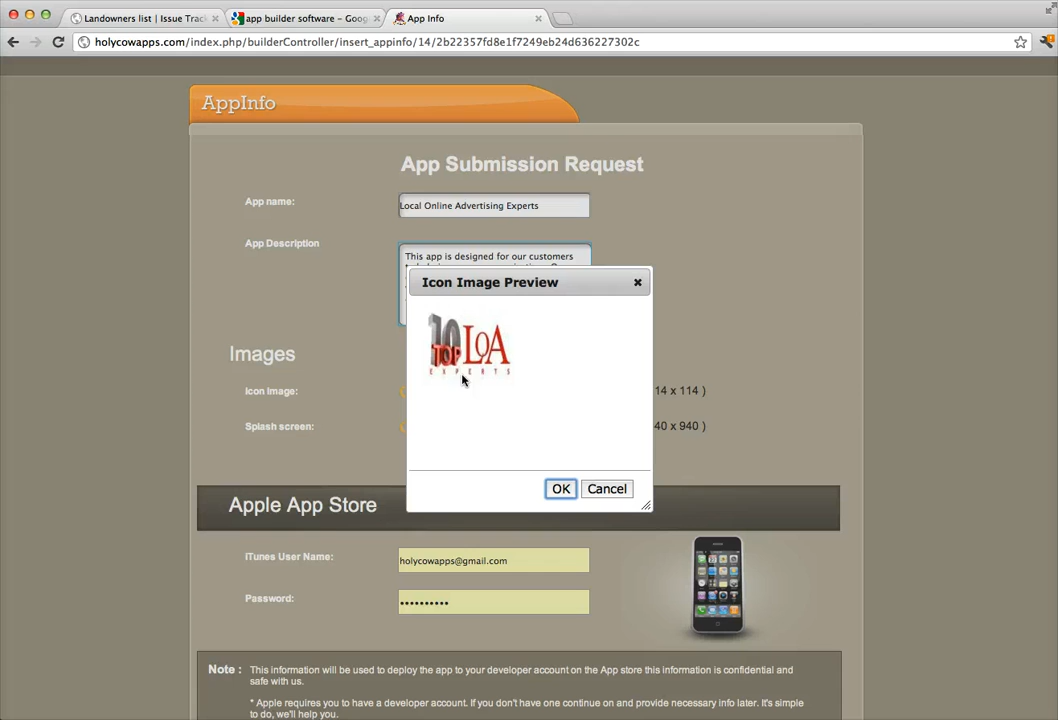 Landowners list | Issue Track
app builder software – Goog
App Info
holycowapps.com/index.php/builderController/insert_appinfo/14/2b22357fd8e1f7249eb24d636227302c
AppInfo
App Submission Request
App name:
Local Online Advertising Experts
App Description
This app is designed for our customers
Icon Image Preview
10
TOP LOA
EXPERTS
Images
Icon Image:
14 x 114 )
Splash screen:
40 x 940 )
OK
Cancel
Apple App Store
iTunes User Name:
holycowapps@gmail.com
Password:
••••••••••
Note :
This information will be used to deploy the app to your developer account on the App store this information is confidential and
safe with us.
* Apple requires you to have a developer account. If you don't have one continue on and provide necessary info later. It's simple
to do, we'll help you.